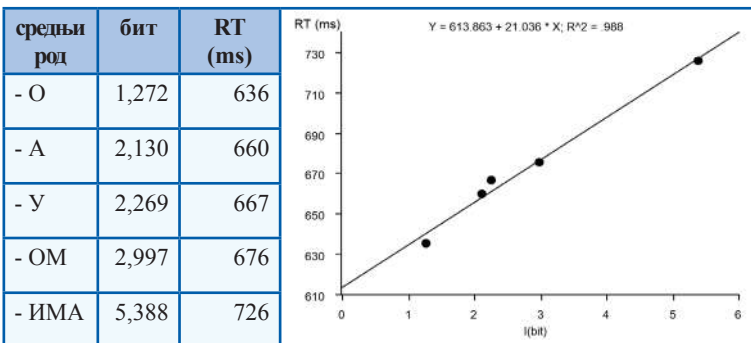 средњи род	бит	RT (ms)
- О	1,272	636
- А	2,130	660
- У	2,269	667
- ОМ	2,997	676
- ИМА	5,388	726
RT (ms)
Y = 613.863 + 21.036 * X; R^2 = .988
730
710
690
670
650
630
610
0 1 2 3 4 5 6
I(bit)